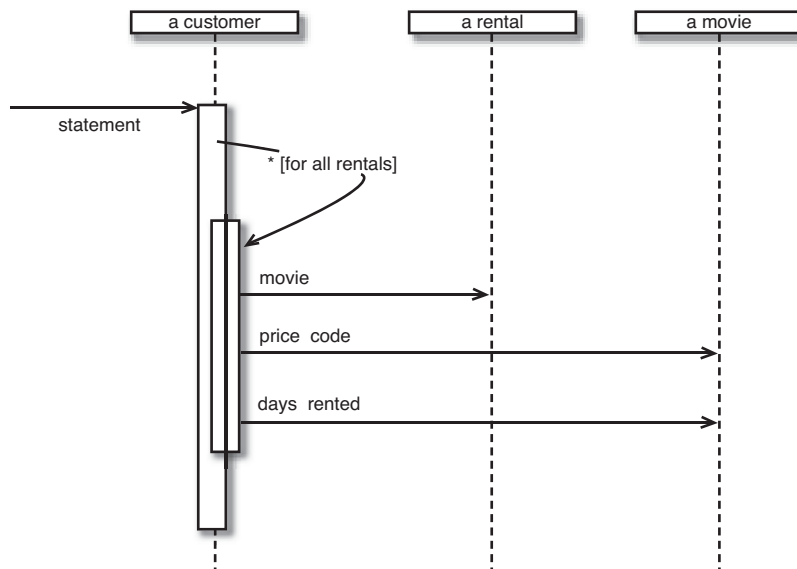 a customer
a rental
a movie
statement
* [for all rentals]
movie
price code
days rented